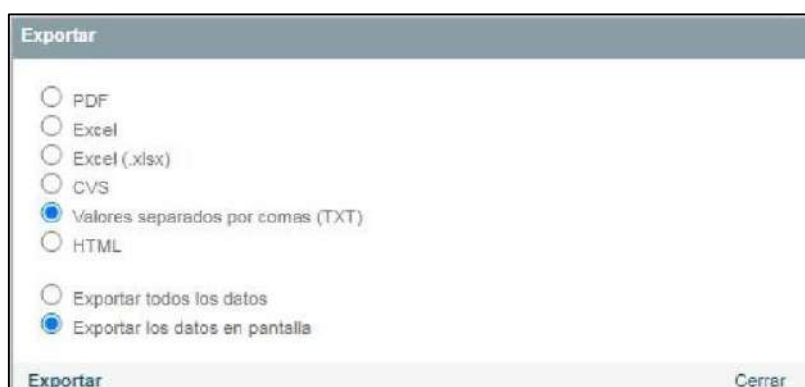 Exportar
PDF
Excel
Excel (.xlsx)
CVS
Valores separados por comas (TXT)
HTML
Exportar todos los datos
Exportar los datos en pantalla
Exportar Cerrar